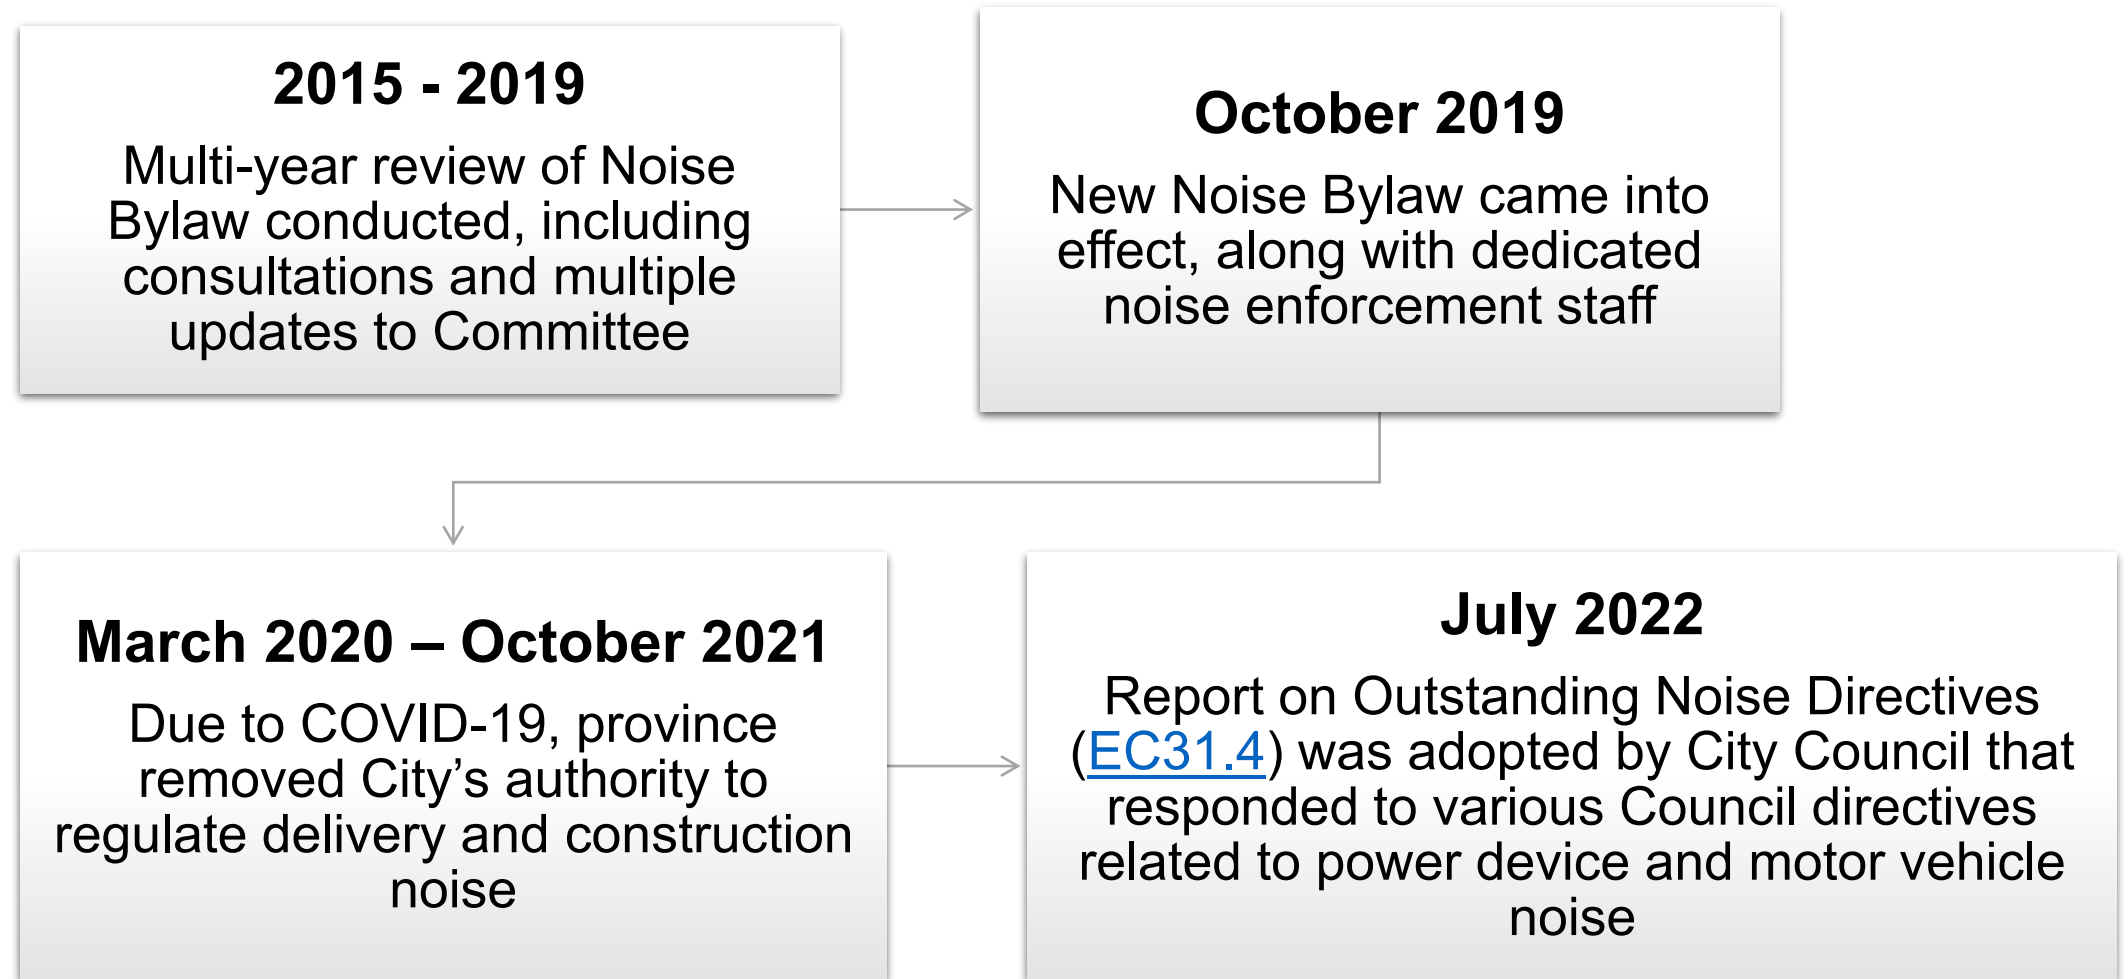 2015 - 2019
Multi-year review of Noise
Bylaw conducted, including
consultations and multiple
updates to Committee
October 2019
New Noise Bylaw came into
effect, along with dedicated
noise enforcement staff
March 2020 – October 2021
Due to COVID-19, province
removed City’s authority to
regulate delivery and construction
noise
July 2022
Report on Outstanding Noise Directives
(EC31.4) was adopted by City Council that
responded to various Council directives
related to power device and motor vehicle
noise